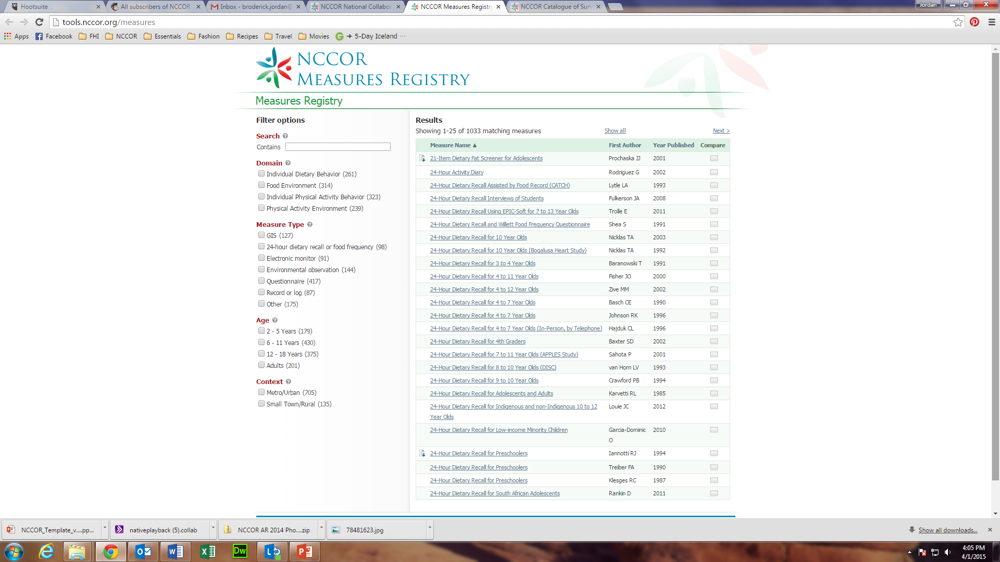 Hootsuite
All subscribers of NCCOR
Inbox - broderick.jordan@
NCCOR National Collabor
NCCOR Measures Registry
NCCOR Catalogue of Surv
Jordan
tools.nccor.org/measures
Apps Facebook FHI NCCOR Essentials Fashion Recipes Travel Movies 5-Day Iceland ...
NCCOR
MEASURES REGISTRY
Measures Registry
Filter options
Search ?
Contains
Domain ?
Individual Dietary Behavior (261)
Food Environment (314)
Individual Physical Activity Behavior (323)
Physical Activity Environment (239)
Measure Type ?
GIS (127)
24-hour dietary recall or food frequency (98)
Electronic monitor (91)
Environmental observation (144)
Questionnaire (417)
Record or log (87)
Other (175)
Age ?
2 - 5 Years (179)
6 - 11 Years (430)
12 - 18 Years (375)
Adults (201)
Context ?
Metro/Urban (705)
Small Town/Rural (135)
Results
Showing 1-25 of 1033 matching measures Show all Next >
Measure Name ▲ First Author Year Published Compare
21-Item Dietary Fat Screener for Adolescents Prochaska JJ 2001
24-Hour Activity Diary Rodriguez G 2002
24-Hour Dietary Recall Assisted by Food Record (CATCH) Lytle LA 1993
24-Hour Dietary Recall Interviews of Students Fulkerson JA 2008
24-Hour Dietary Recall Using EPIC-Soft for 7 to 13 Year Olds Trolle E 2011
24-Hour Dietary Recall and Willett Food Frequency Questionnaire Shea S 1991
24-Hour Dietary Recall for 10 Year Olds Nicklas TA 2003
24-Hour Dietary Recall for 10 Year Olds (Bogalusa Heart Study) Nicklas TA 1992
24-Hour Dietary Recall for 3 to 4 Year Olds Baranowski T 1991
24-Hour Dietary Recall for 4 to 11 Year Olds Fisher JO 2000
24-Hour Dietary Recall for 4 to 12 Year Olds Zive MM 2002
24-Hour Dietary Recall for 4 to 7 Year Olds Basch CE 1990
24-Hour Dietary Recall for 4 to 7 Year Olds Johnson RK 1996
24-Hour Dietary Recall for 4 to 7 Year Olds (In-Person, by Telephone) Hajduk CL 1996
24-Hour Dietary Recall for 4th Graders Baxter SD 2002
24-Hour Dietary Recall for 7 to 11 Year Olds (APPLES Study) Sahota P 2001
24-Hour Dietary Recall for 8 to 10 Year Olds (DISC) van Horn LV 1993
24-Hour Dietary Recall for 9 to 10 Year Olds Crawford PB 1994
24-Hour Dietary Recall for Adolescents and Adults Karvetti RL 1985
24-Hour Dietary Recall for Indigenous and non-Indigenous 10 to 12 Louie JC 2012
Year Olds
24-Hour Dietary Recall for Low-income Minority Children Garcia-Dominic 2010
O
24-Hour Dietary Recall for Preschoolers Iannotti RJ 1994
24-Hour Dietary Recall for Preschoolers Treiber FA 1990
24-Hour Dietary Recall for Preschoolers Klesges RC 1987
24-Hour Dietary Recall for South African Adolescents Rankin D 2011
NCCOR_Template_v....pp...
nativeplayback (5).collab
NCCOR AR 2014 Pho....zip
78481623.jpg
Show all downloads...
Dw
4:05 PM
4/1/2015